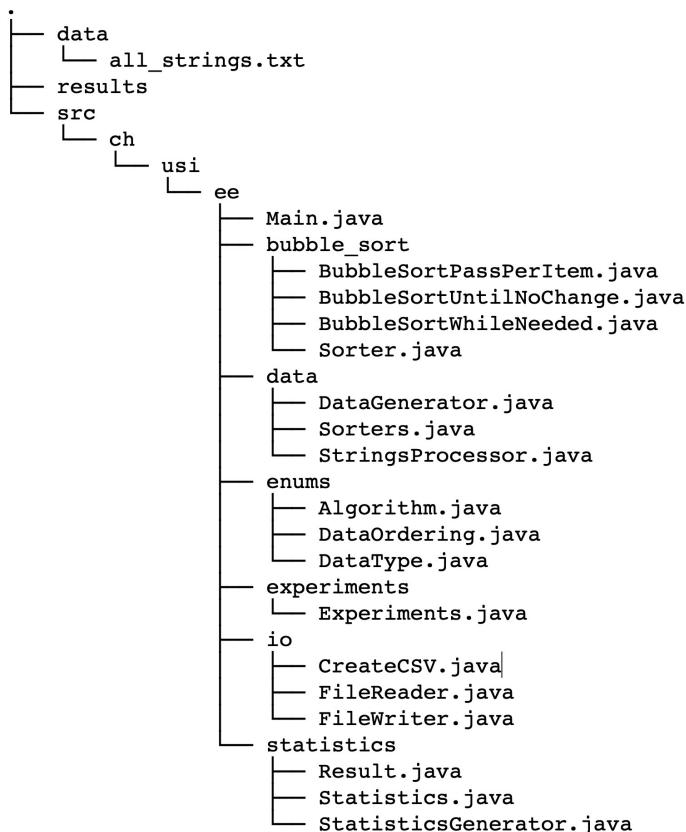 .
├── data
│   └── all_strings.txt
├── results
└── src
    └── ch
        └── usi
            └── ee
                ├── Main.java
                ├── bubble_sort
                │   ├── BubbleSortPassPerItem.java
                │   ├── BubbleSortUntilNoChange.java
                │   ├── BubbleSortWhileNeeded.java
                │   └── Sorter.java
                ├── data
                │   ├── DataGenerator.java
                │   ├── Sorters.java
                │   └── StringsProcessor.java
                ├── enums
                │   ├── Algorithm.java
                │   ├── DataOrdering.java
                │   └── DataType.java
                ├── experiments
                │   └── Experiments.java
                ├── io
                │   ├── CreateCSV.java
                │   ├── FileReader.java
                │   └── FileWriter.java
                └── statistics
                    ├── Result.java
                    ├── Statistics.java
                    └── StatisticsGenerator.java